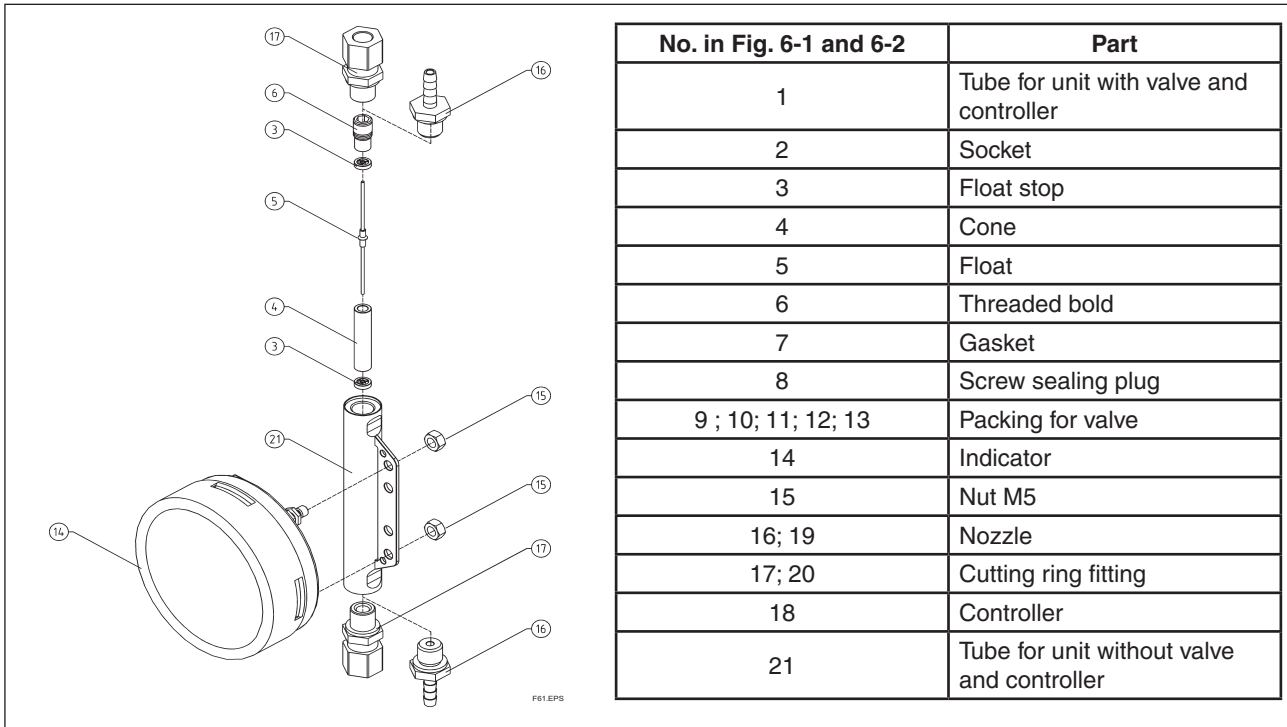 17
16
6
3
5
4
3
15
21
15
14
17
16
F61.EPS
No. in Fig. 6-1 and 6-2 Part
1 Tube for unit with valve and
controller
2 Socket
3 Float stop
4 Cone
5 Float
6 Threaded bold
7 Gasket
8 Screw sealing plug
9 ; 10; 11; 12; 13 Packing for valve
14 Indicator
15 Nut M5
16; 19 Nozzle
17; 20 Cutting ring fitting
18 Controller
21 Tube for unit without valve
and controller